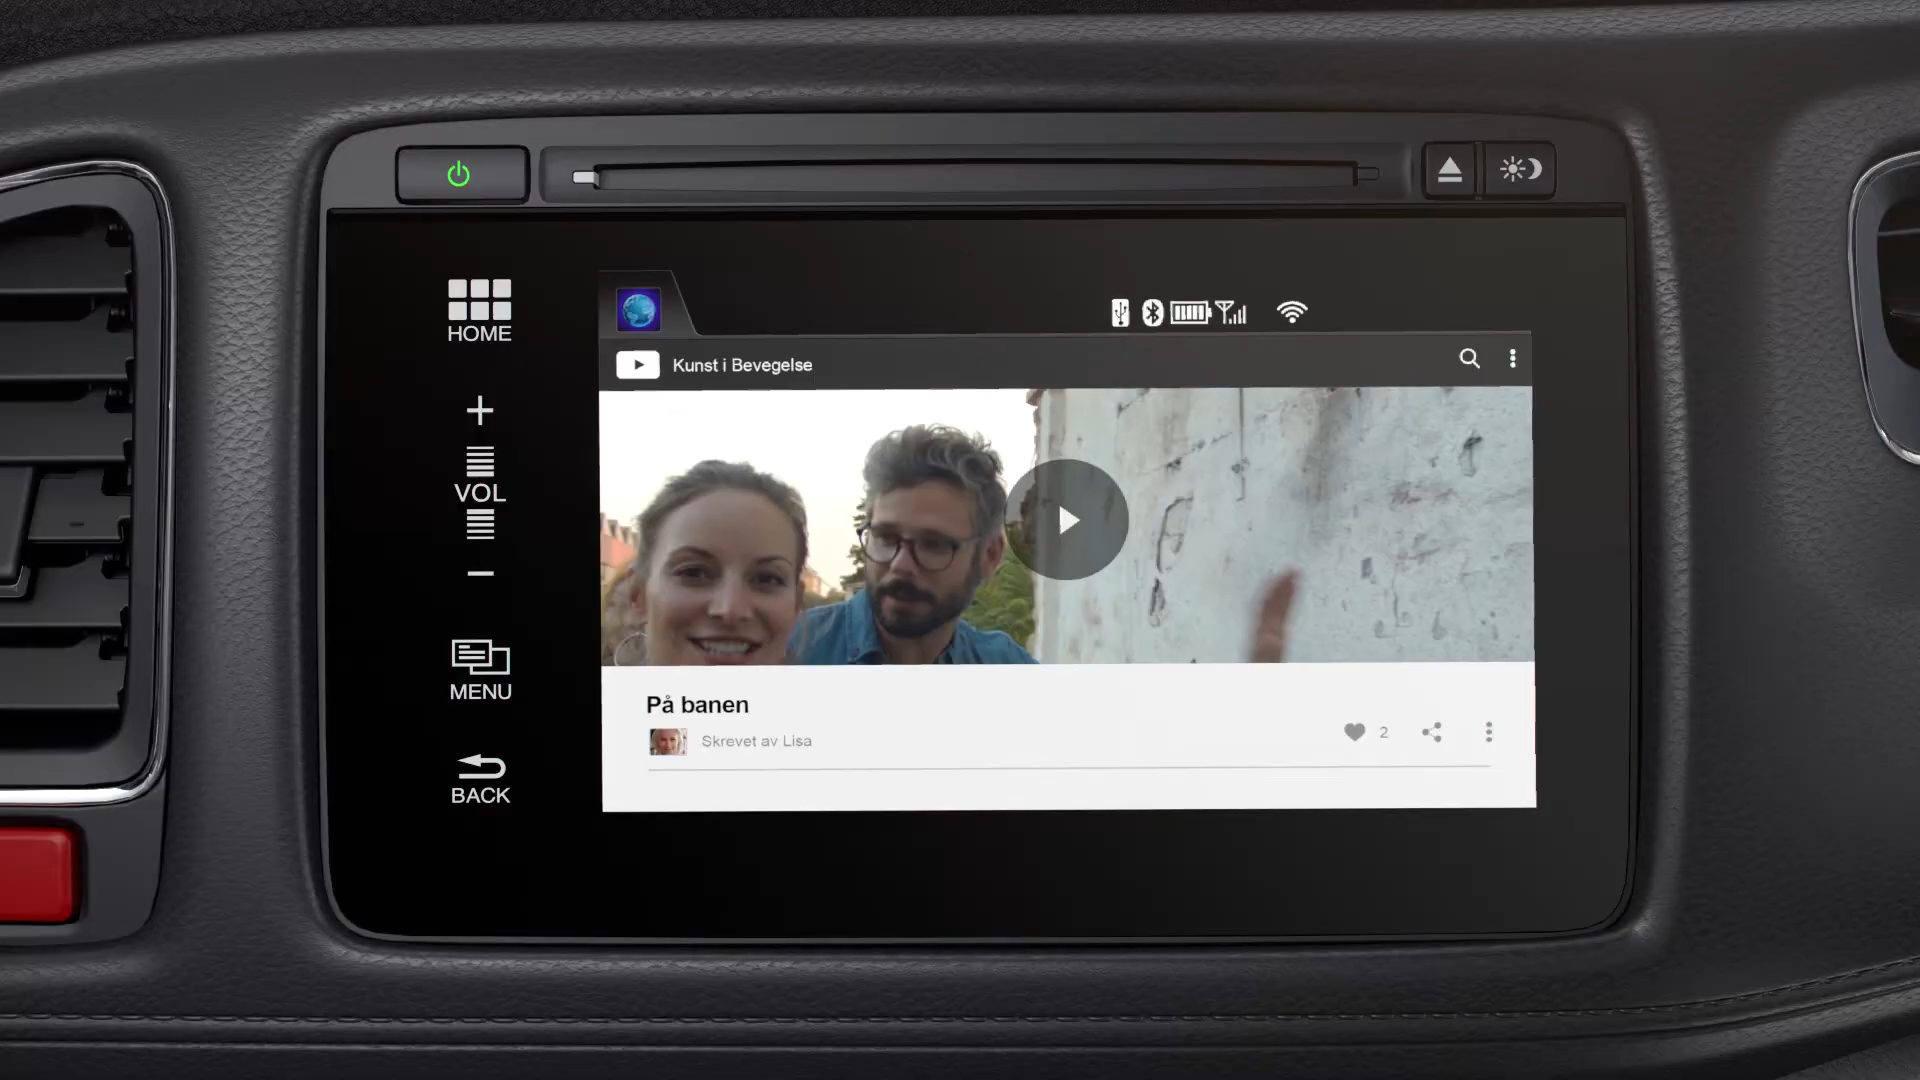 HOME
VOL
MENU
BACK
Kunst i Bevegelse
På banen
Skrevet av Lisa
2